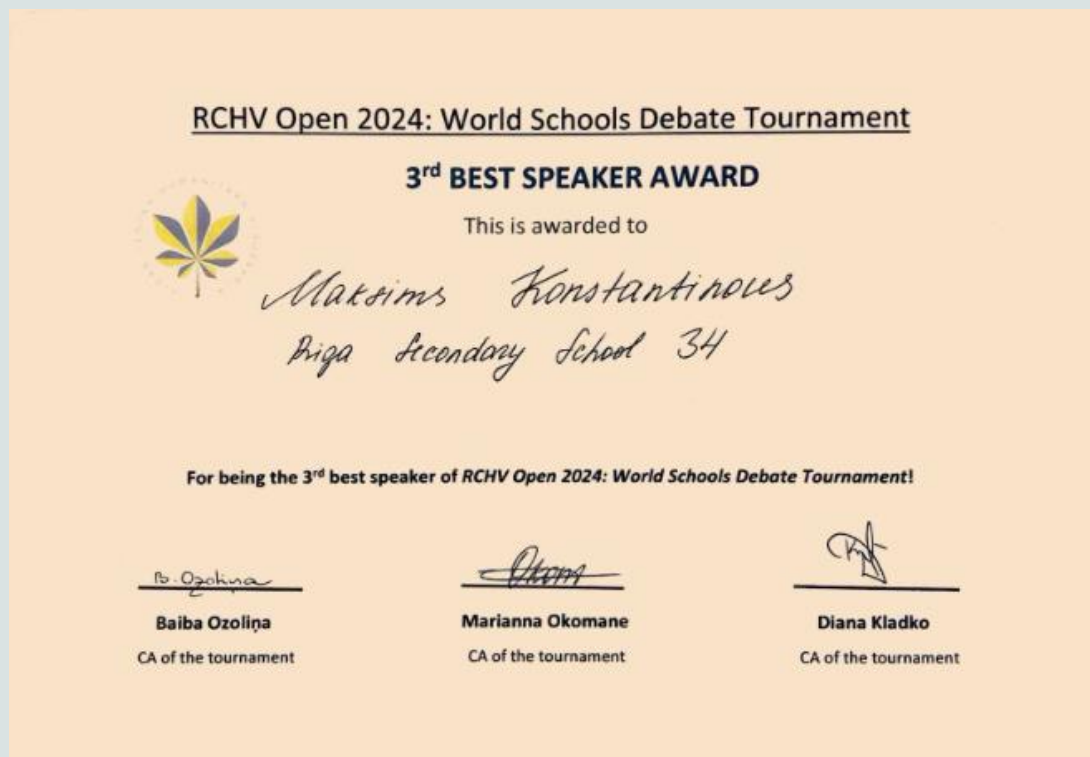 RCHV Open 2024: World Schools Debate Tournament
3rd BEST SPEAKER AWARD
This is awarded to
Maksims Konstantinovs
Riga Secondary School 34
For being the 3rd best speaker of RCHV Open 2024: World Schools Debate Tournament!
B. Ozoliņa
Baiba Ozoliņa Marianna Okomane Diana Kladko
CA of the tournament CA of the tournament CA of the tournament